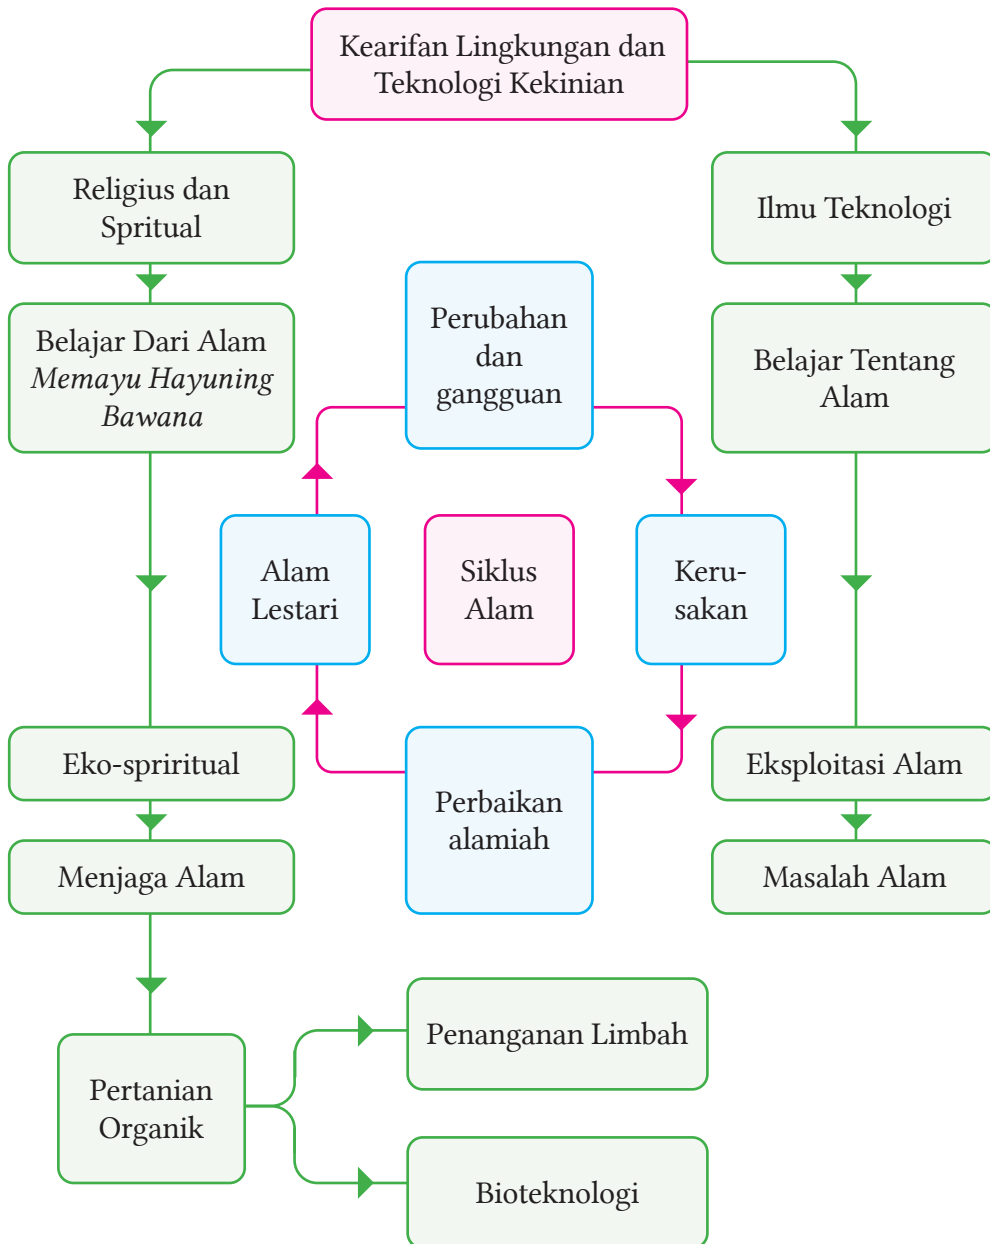 Kearifan Lingkungan dan
Teknologi Kekinian
Religius dan
Spritual
Ilmu Teknologi
Belajar Dari Alam
Memayu Hayuning
Bawana
Perubahan
dan
gangguan
Belajar Tentang
Alam
Alam
Lestari
Siklus
Alam
Keru-
sakan
Eko-spriritual
Perbaikan
alamiah
Eksploitasi Alam
Menjaga Alam
Masalah Alam
Pertanian
Organik
Penanganan Limbah
Bioteknologi